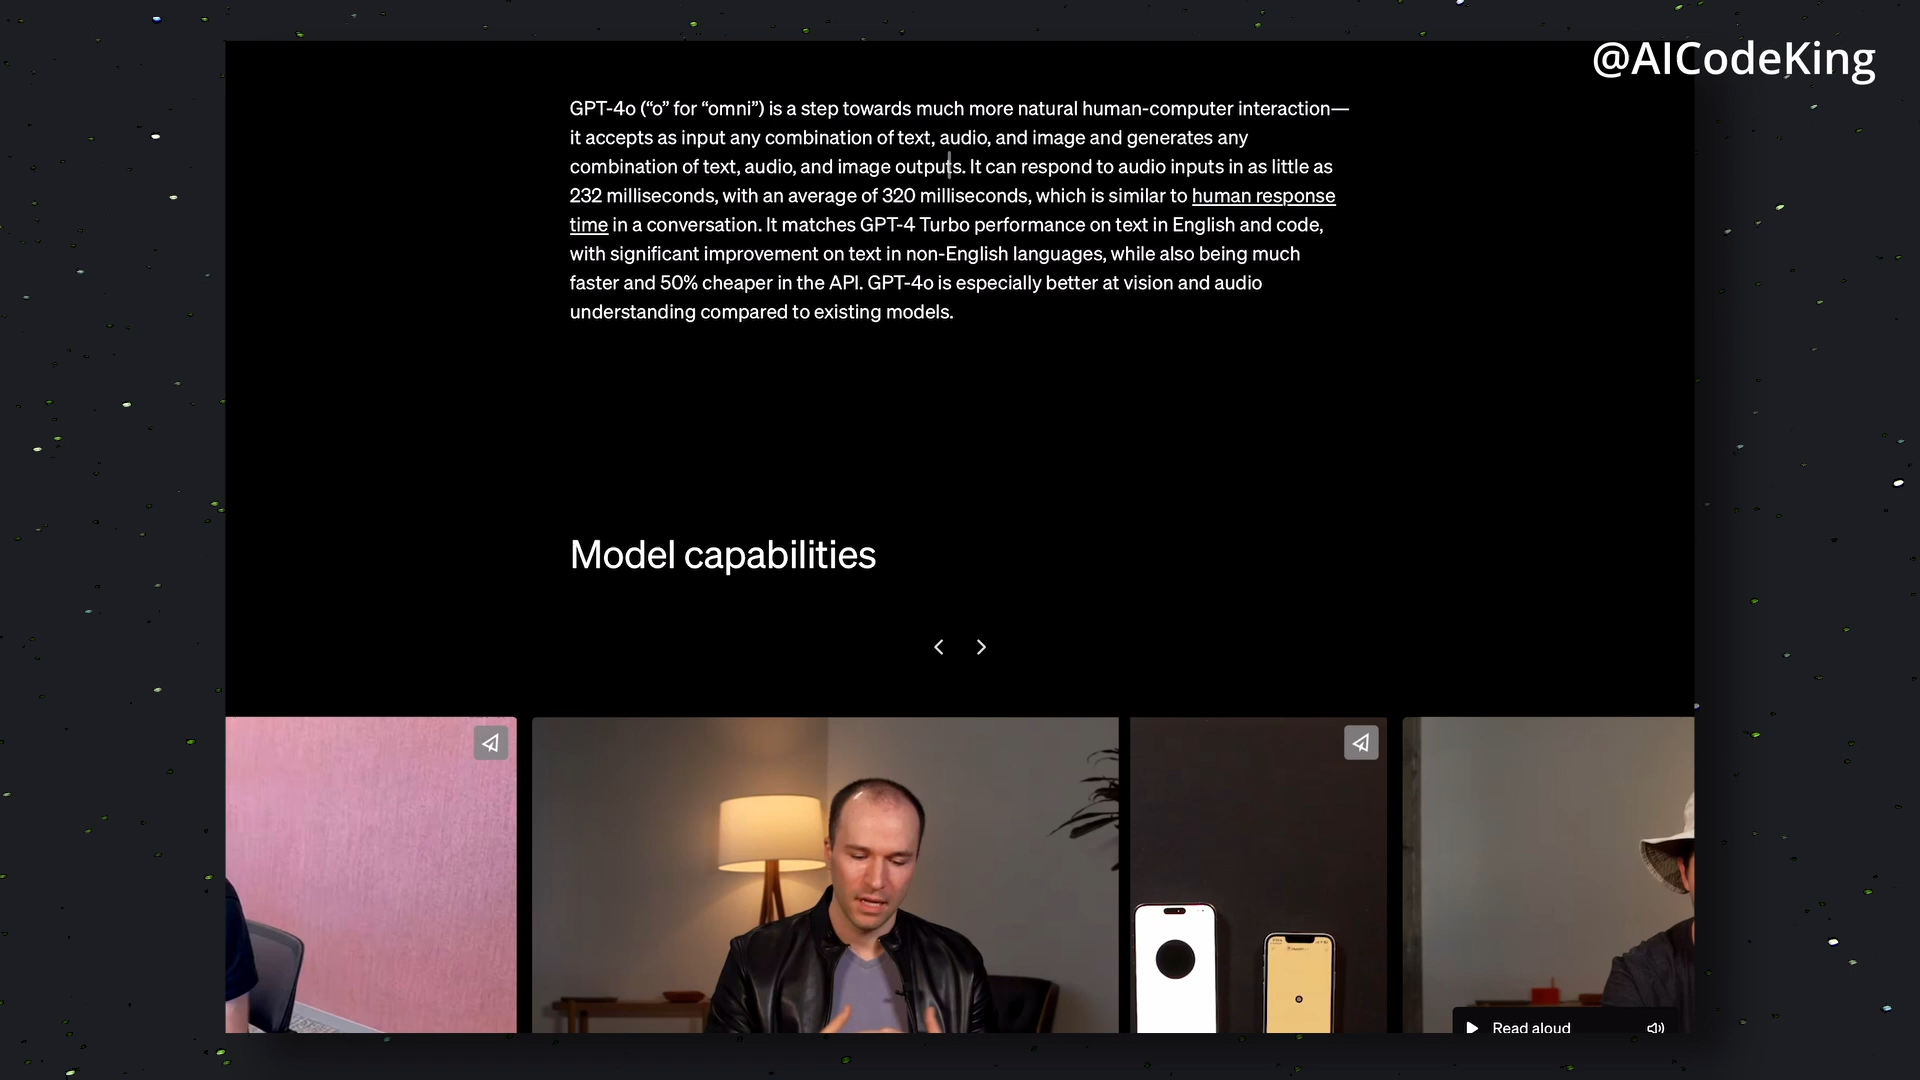 @AICodeKing
GPT-4o (“o” for “omni”) is a step towards much more natural human-computer interaction—
it accepts as input any combination of text, audio, and image and generates any
combination of text, audio, and image outputs. It can respond to audio inputs in as little as
232 milliseconds, with an average of 320 milliseconds, which is similar to human response
time in a conversation. It matches GPT-4 Turbo performance on text in English and code,
with significant improvement on text in non-English languages, while also being much
faster and 50% cheaper in the API. GPT-4o is especially better at vision and audio
understanding compared to existing models.
Model capabilities
Read aloud